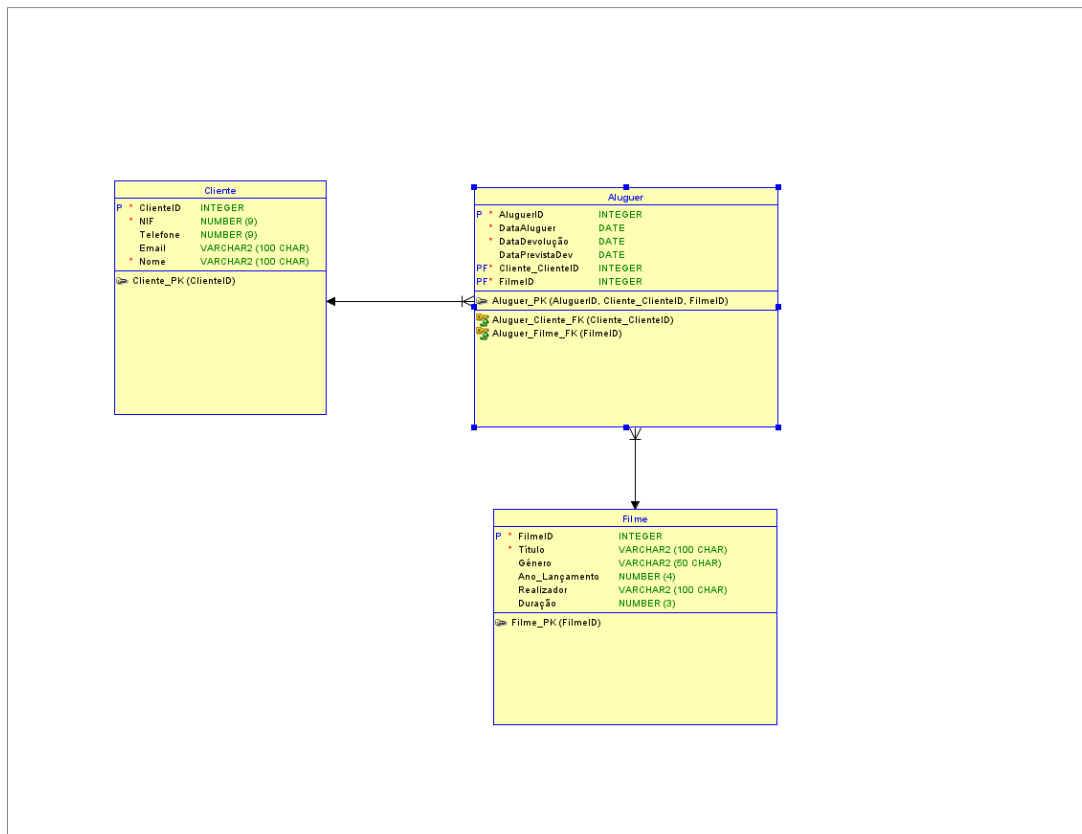 Cliente
P * ClienteID INTEGER
* NIF NUMBER (9)
Telefone NUMBER (9)
Email VARCHAR2 (100 CHAR)
* Nome VARCHAR2 (100 CHAR)
Cliente_PK (ClienteID)
Aluguer
P * AluguerID INTEGER
* DataAluguer DATE
* DataDevolução DATE
DataPrevistaDev DATE
PF* Cliente_ClienteID INTEGER
PF* FilmeID INTEGER
Aluguer_PK (AluguerID, Cliente_ClienteID, FilmeID)
Aluguer_Cliente_FK (Cliente_ClienteID)
Aluguer_Filme_FK (FilmeID)
Filme
P * FilmeID INTEGER
* Título VARCHAR2 (100 CHAR)
Género VARCHAR2 (50 CHAR)
Ano_Lançamento NUMBER (4)
Realizador VARCHAR2 (100 CHAR)
Duração NUMBER (3)
Filme_PK (FilmeID)